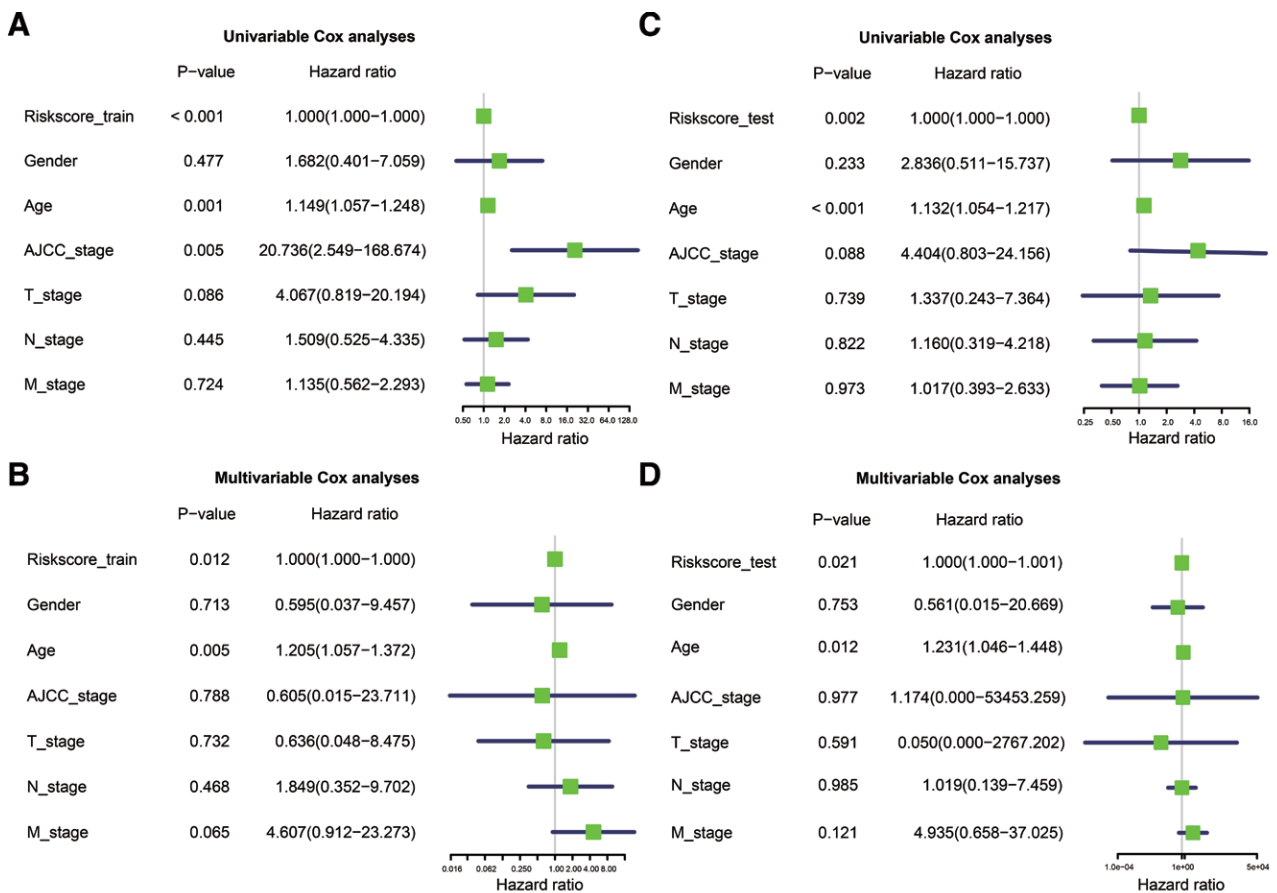 A
Univariable Cox analyses
P−value Hazard ratio
Riskscore_train < 0.001 1.000(1.000−1.000)
Gender 0.477 1.682(0.401−7.059)
Age 0.001 1.149(1.057−1.248)
AJCC_stage 0.005 20.736(2.549−168.674)
T_stage 0.086 4.067(0.819−20.194)
N_stage 0.445 1.509(0.525−4.335)
M_stage 0.724 1.135(0.562−2.293)
0.50 1.0 2.0 4.0 8.0 16.0 32.0 64.0 128.0
Hazard ratio
B
Multivariable Cox analyses
P−value Hazard ratio
Riskscore_train 0.012 1.000(1.000−1.000)
Gender 0.713 0.595(0.037−9.457)
Age 0.005 1.205(1.057−1.372)
AJCC_stage 0.788 0.605(0.015−23.711)
T_stage 0.732 0.636(0.048−8.475)
N_stage 0.468 1.849(0.352−9.702)
M_stage 0.065 4.607(0.912−23.273)
0.016 0.062 0.250 1.00 2.00 4.00 8.00
Hazard ratio
C
Univariable Cox analyses
P−value Hazard ratio
Riskscore_test 0.002 1.000(1.000−1.000)
Gender 0.233 2.836(0.511−15.737)
Age < 0.001 1.132(1.054−1.217)
AJCC_stage 0.088 4.404(0.803−24.156)
T_stage 0.739 1.337(0.243−7.364)
N_stage 0.822 1.160(0.319−4.218)
M_stage 0.973 1.017(0.393−2.633)
0.25 0.50 1.0 2.0 4.0 8.0 16.0
Hazard ratio
D
Multivariable Cox analyses
P−value Hazard ratio
Riskscore_test 0.021 1.000(1.000−1.001)
Gender 0.753 0.561(0.015−20.669)
Age 0.012 1.231(1.046−1.448)
AJCC_stage 0.977 1.174(0.000−53453.259)
T_stage 0.591 0.050(0.000−2767.202)
N_stage 0.985 1.019(0.139−7.459)
M_stage 0.121 4.935(0.658−37.025)
1.0e−04 1e+00 5e+04
Hazard ratio